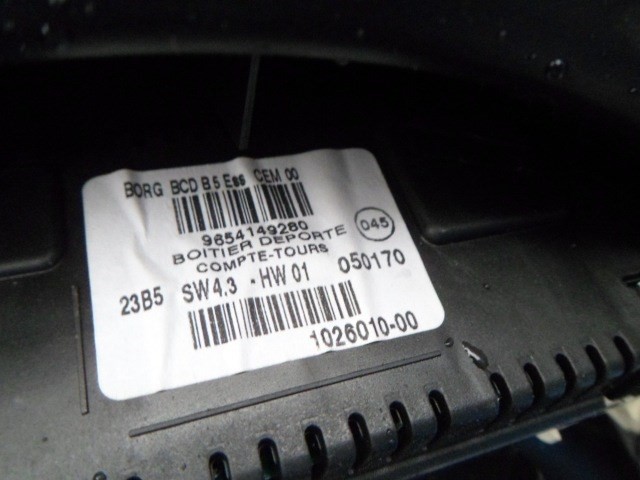 BORG BCD B5 Ess CEM 00
9654149280
BOITIER DEPORTE
COMPTE-TOURS
045
23B5 SW4.3 - HW 01 050170
1026010-00